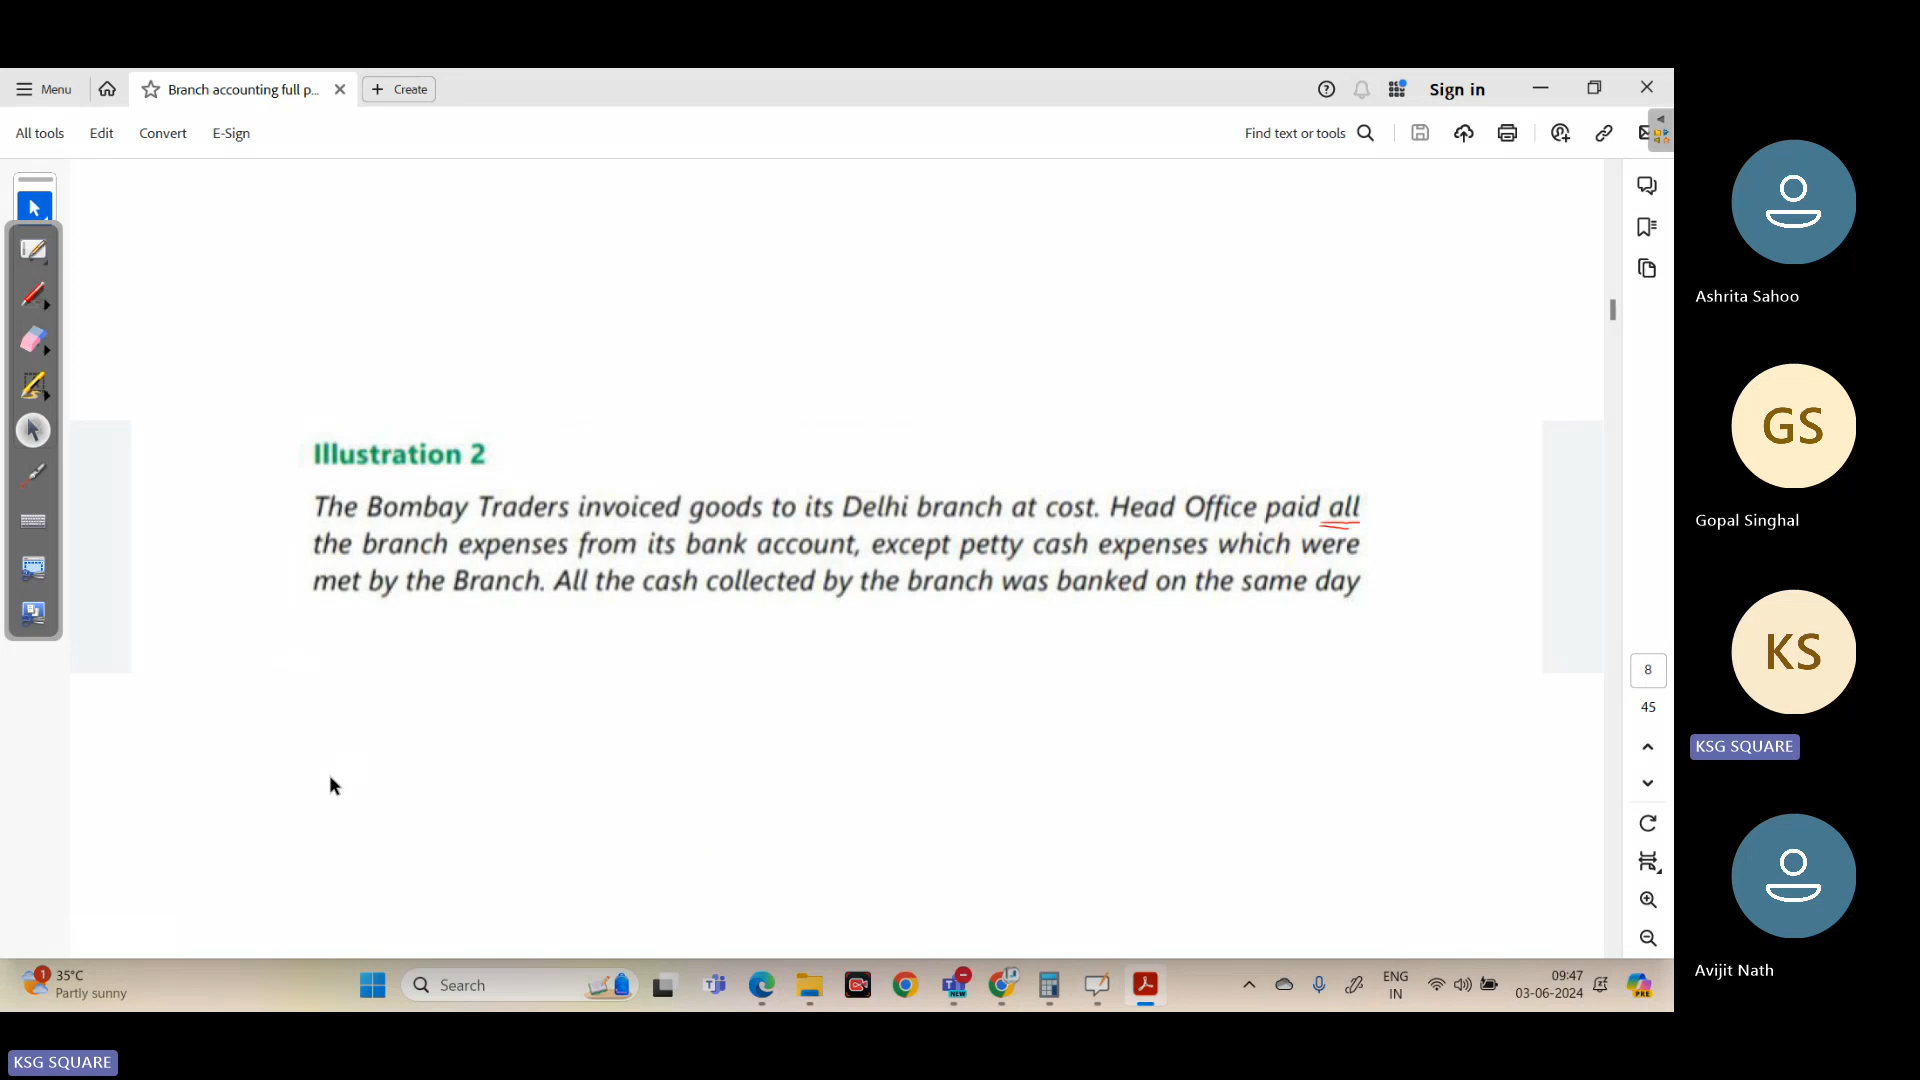 Menu
Branch accounting full p...
Create
Sign in
All tools
Edit
Convert
E-Sign
Find text or tools
Illustration 2
The Bombay Traders invoiced goods to its Delhi branch at cost. Head Office paid all
the branch expenses from its bank account, except petty cash expenses which were
met by the Branch. All the cash collected by the branch was banked on the same day
8
45
Ashrita Sahoo
GS
Gopal Singhal
KS
KSG SQUARE
Avijit Nath
1
35°C
Partly sunny
Search
NEW
ENG
IN
09:47
03-06-2024
PRE
KSG SQUARE